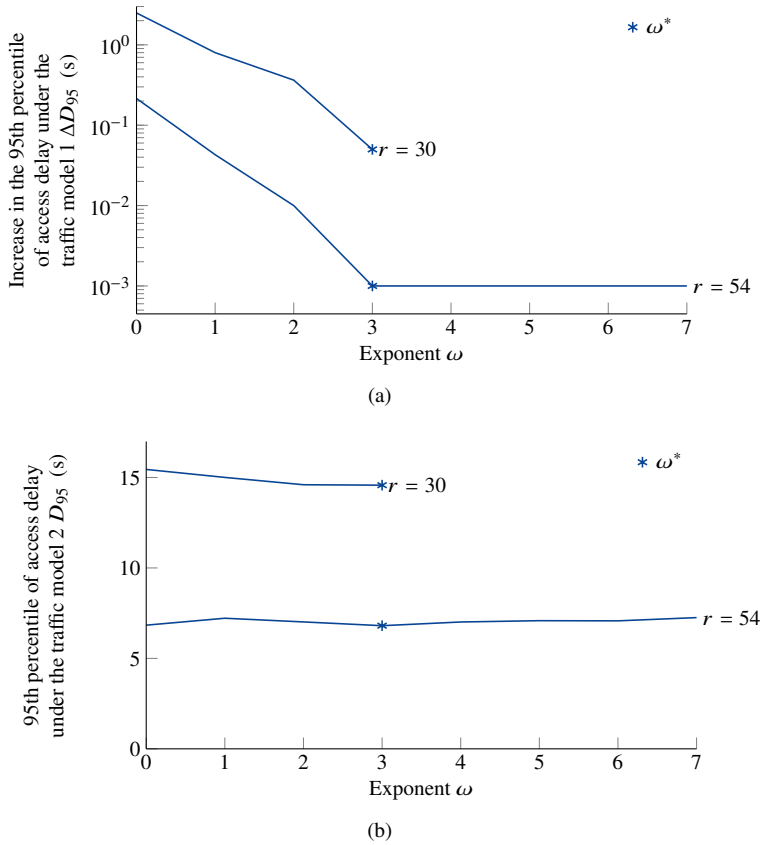 Increase in the 95th percentile
of access delay under the
traffic model 1 ΔD₉₅ (s)
10⁰
10⁻¹
10⁻²
10⁻³
ω*
r = 30
r = 54
0 1 2 3 4 5 6 7
Exponent ω
(a)
95th percentile of access delay
under the traffic model 2 D₉₅ (s)
15
10
5
0
ω*
r = 30
r = 54
0 1 2 3 4 5 6 7
Exponent ω
(b)